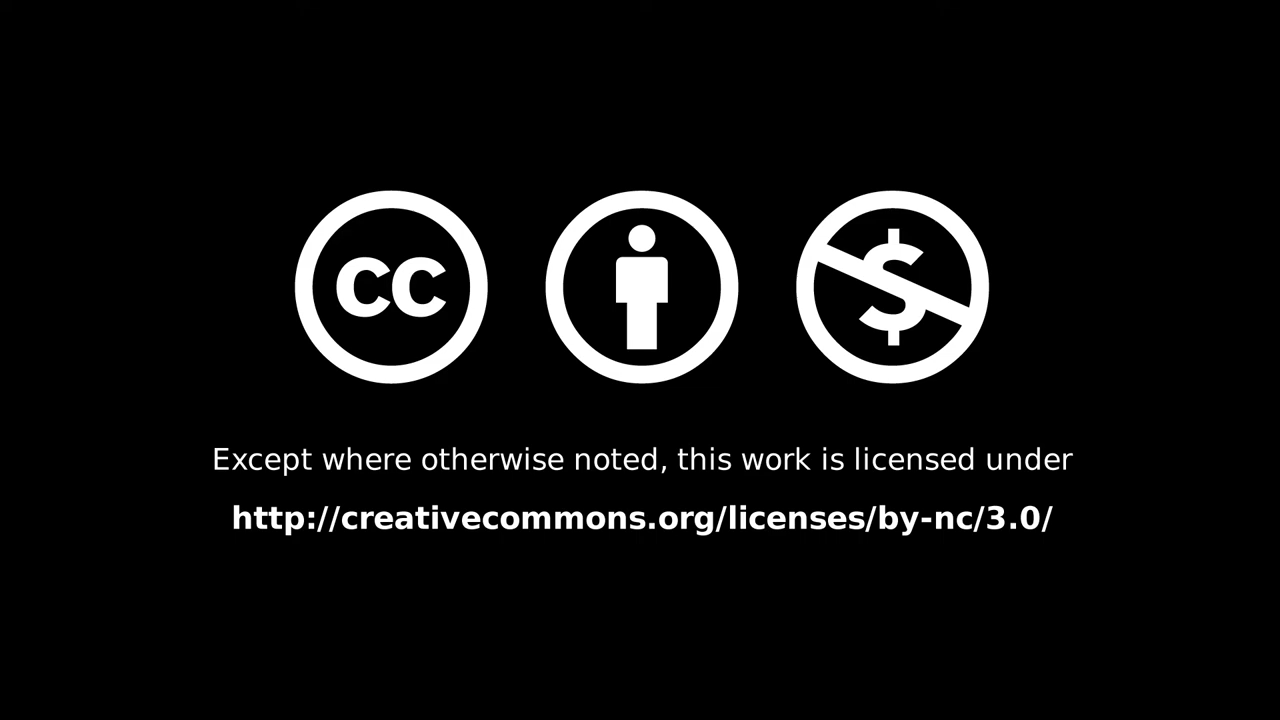 cc
$
Except where otherwise noted, this work is licensed under
http://creativecommons.org/licenses/by-nc/3.0/